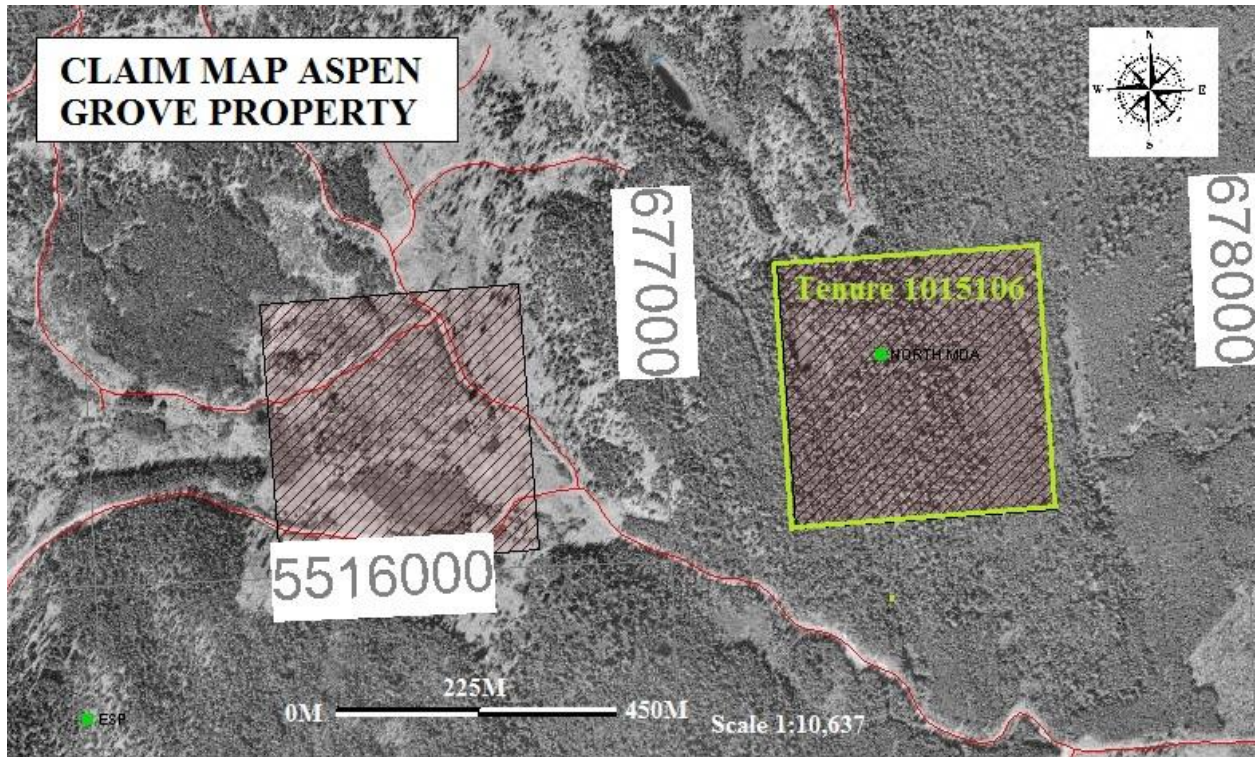 CLAIM MAP ASPEN
GROVE PROPERTY
N
W
E
S
677000
678000
Tenure 1015106
NORTH MDA
5516000
225M
0M
450M
Scale 1:10,637
ESP